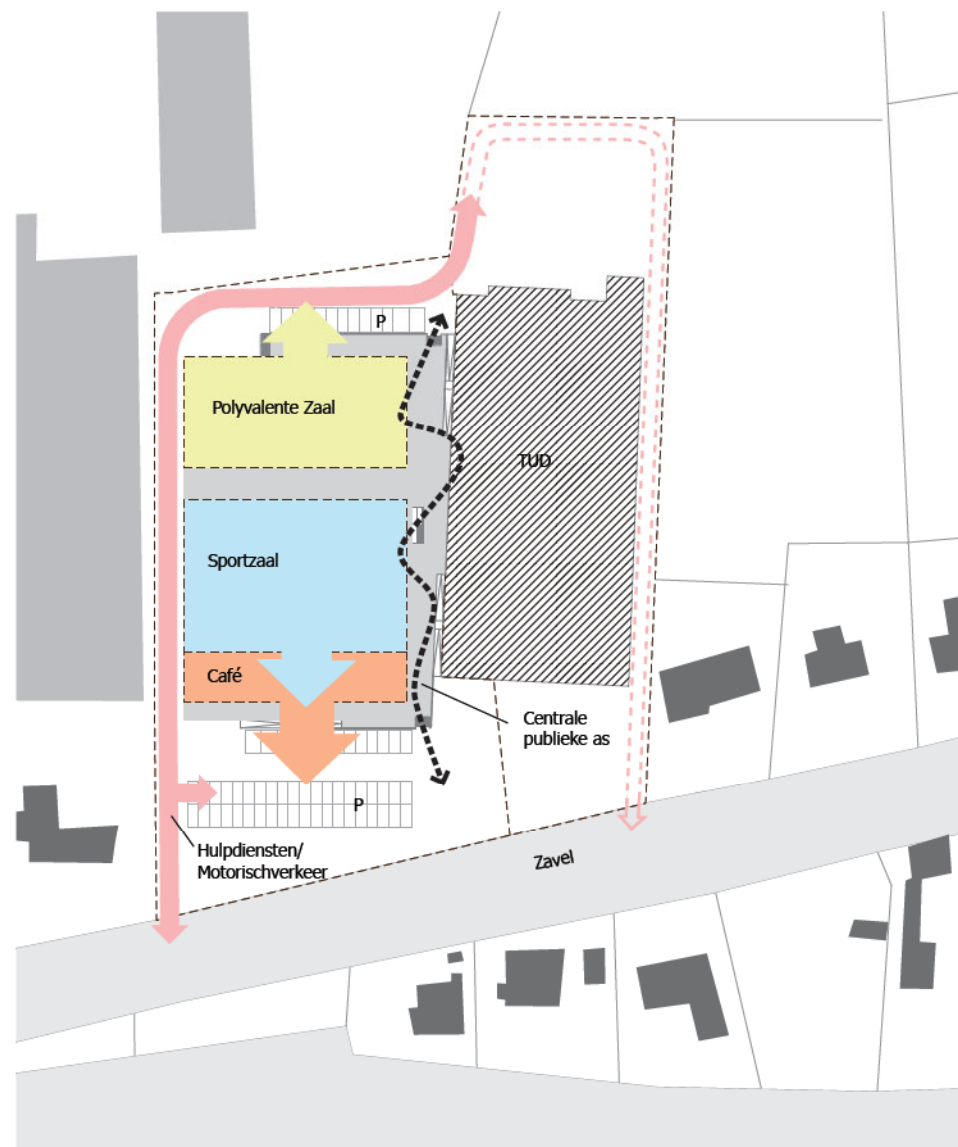 P
Polyvalente Zaal
TUD
Sportzaal
Café
Centrale
publieke as
P
Hulpdiensten/
Motorischverkeer
Zavel